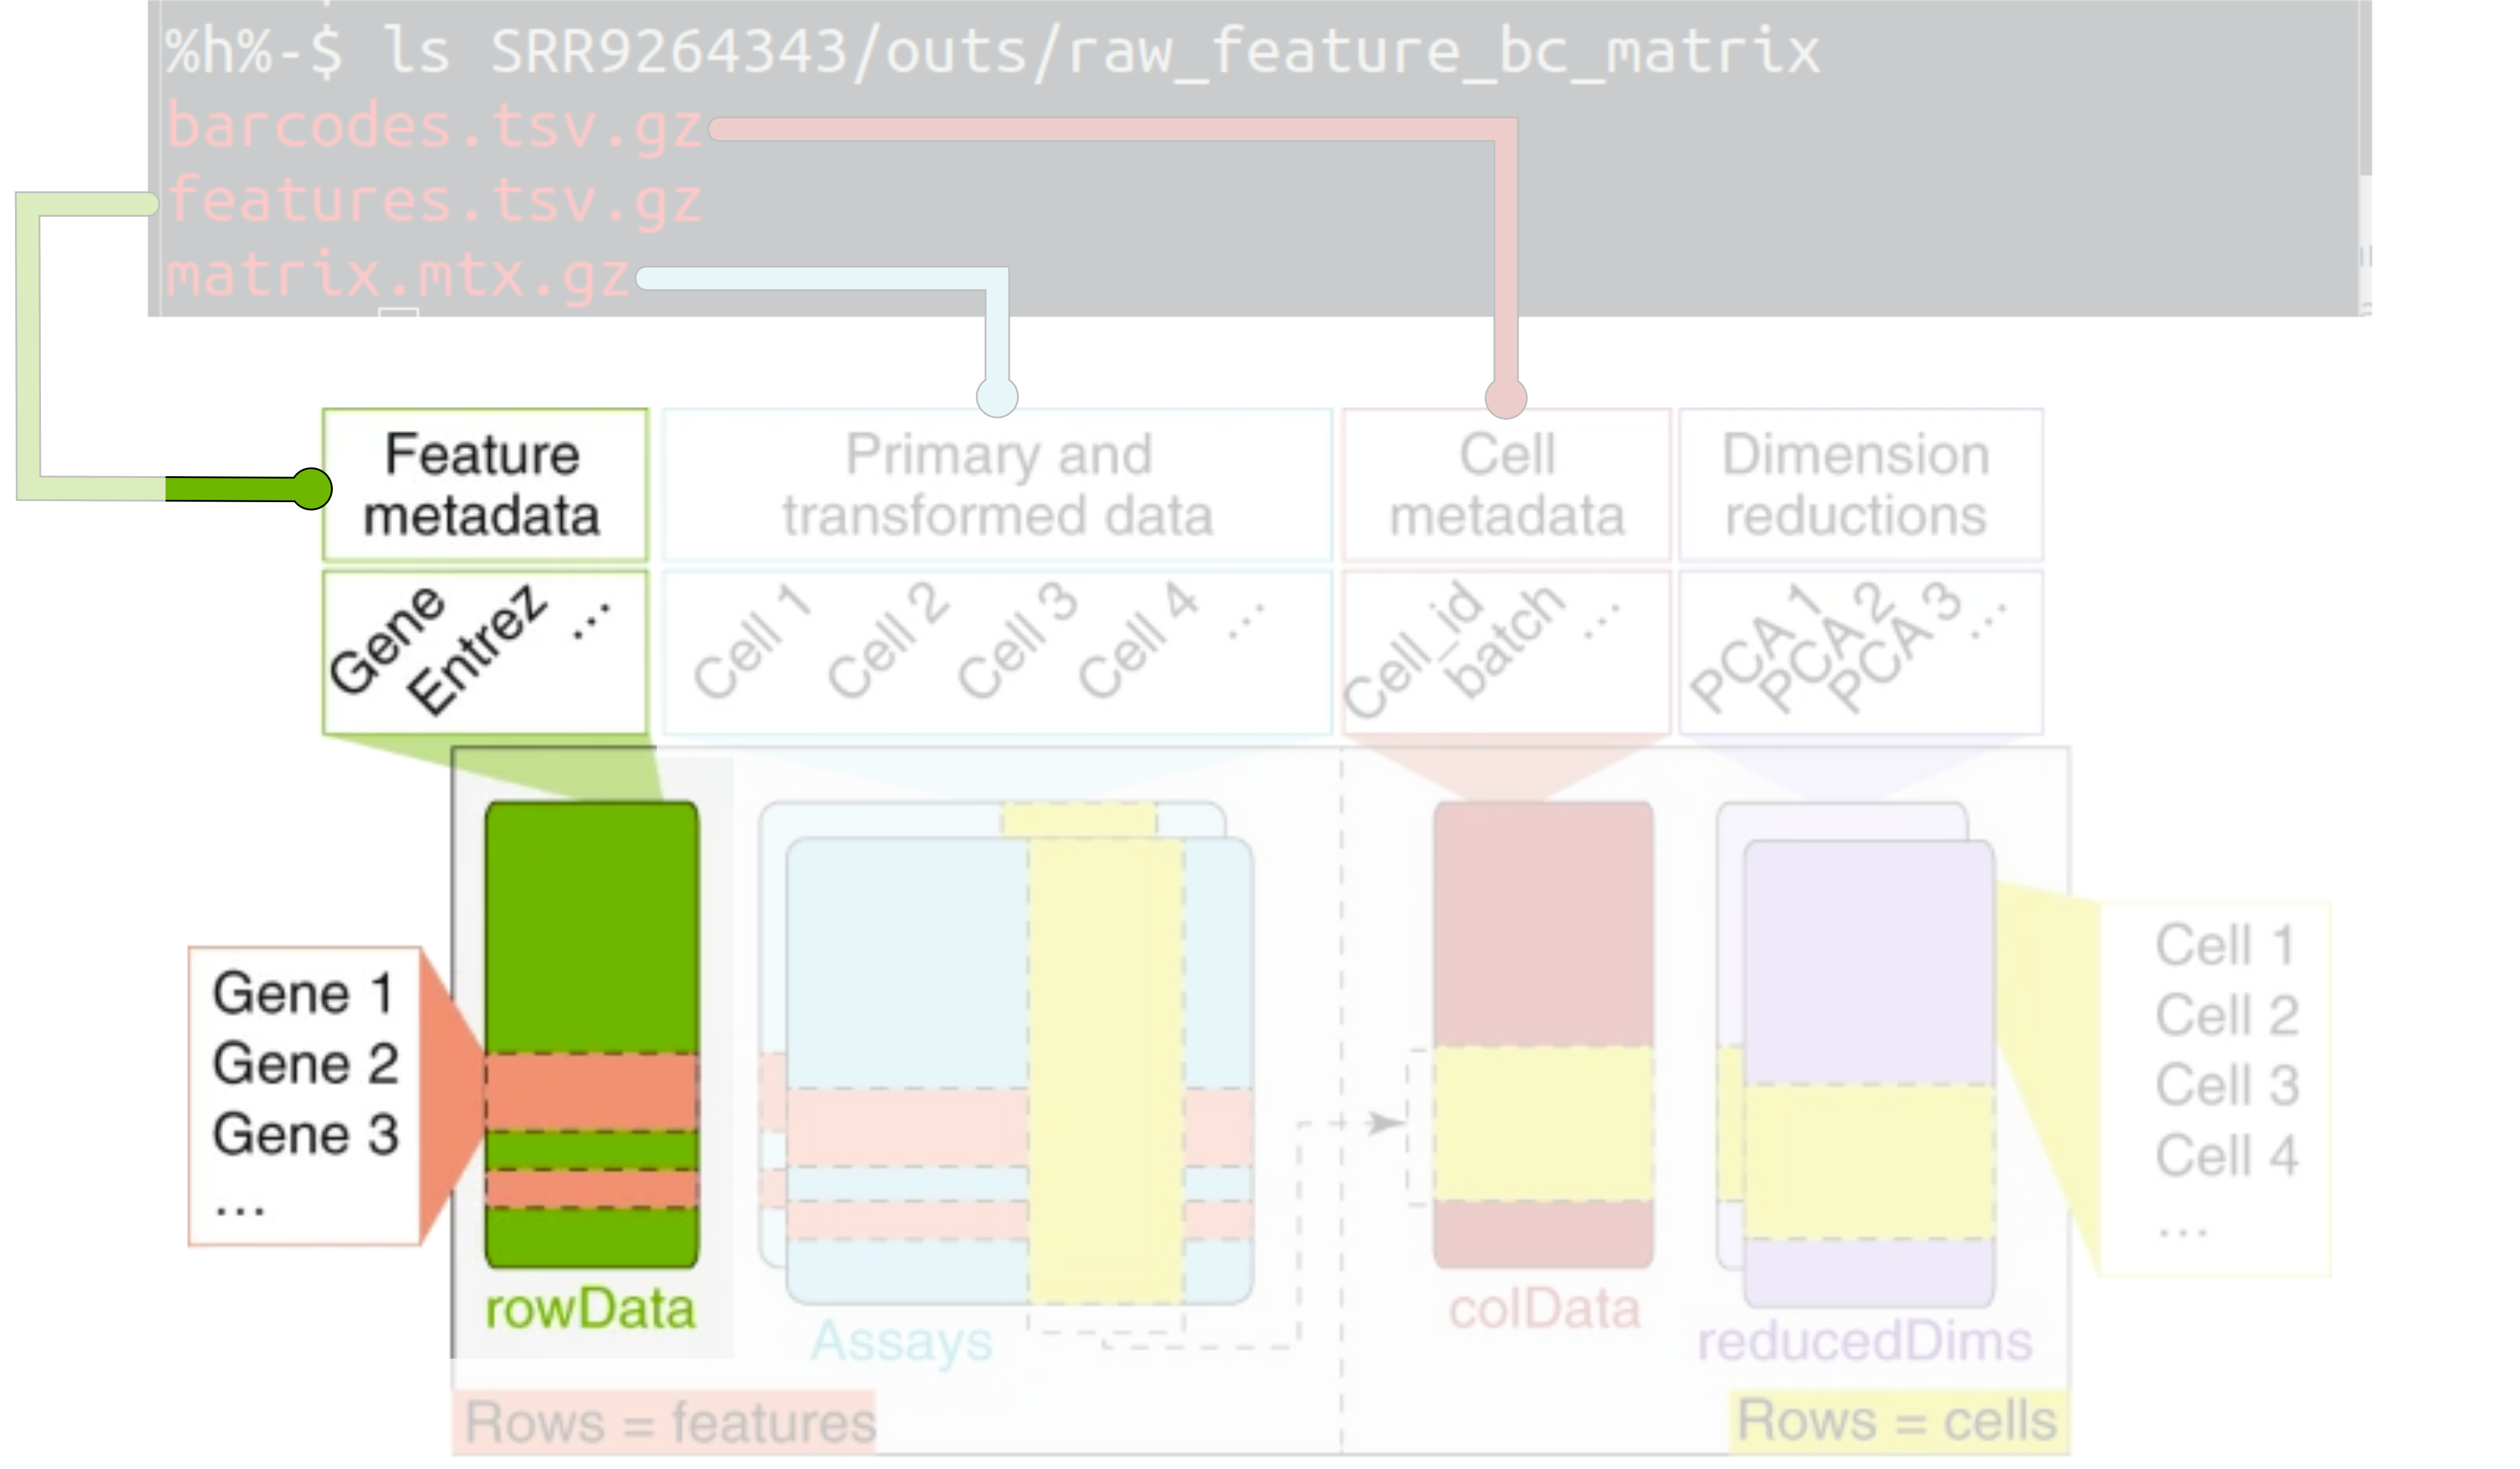 %h%-$ ls SRR9264343/outs/raw_feature_bc_matrix
barcodes.tsv.gz
features.tsv.gz
matrix.mtx.gz
Feature
metadata
Primary and
transformed data
Cell
metadata
Dimension
reductions
Gene
Entrez
...
Cell 1
Cell 2
Cell 3
Cell 4
...
Cell_id
batch
...
PCA 1
PCA 2
PCA 3
...
Gene 1
Gene 2
Gene 3
...
Cell 1
Cell 2
Cell 3
Cell 4
...
rowData
Assays
colData
reducedDims
Rows = features
Rows = cells